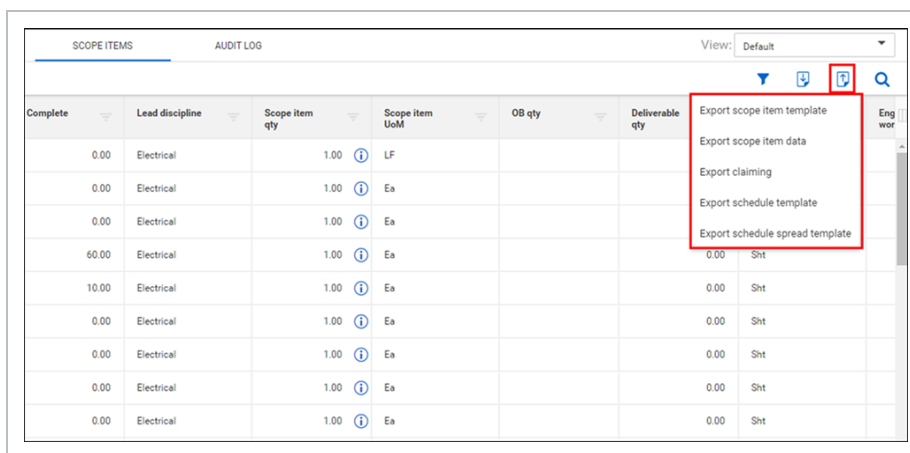 SCOPE ITEMS AUDIT LOG View: Default
Complete Lead discipline Scope item qty Scope item UoM OB qty Deliverable qty Eng wor
Export scope item template
Export scope item data
Export claiming
Export schedule template
Export schedule spread template
0.00 Electrical 1.00 LF
0.00 Electrical 1.00 Ea
0.00 Electrical 1.00 Ea
60.00 Electrical 1.00 Ea 0.00 Sht
10.00 Electrical 1.00 Ea 0.00 Sht
0.00 Electrical 1.00 Ea 0.00 Sht
0.00 Electrical 1.00 Ea 0.00 Sht
0.00 Electrical 1.00 Ea 0.00 Sht
0.00 Electrical 1.00 Ea 0.00 Sht